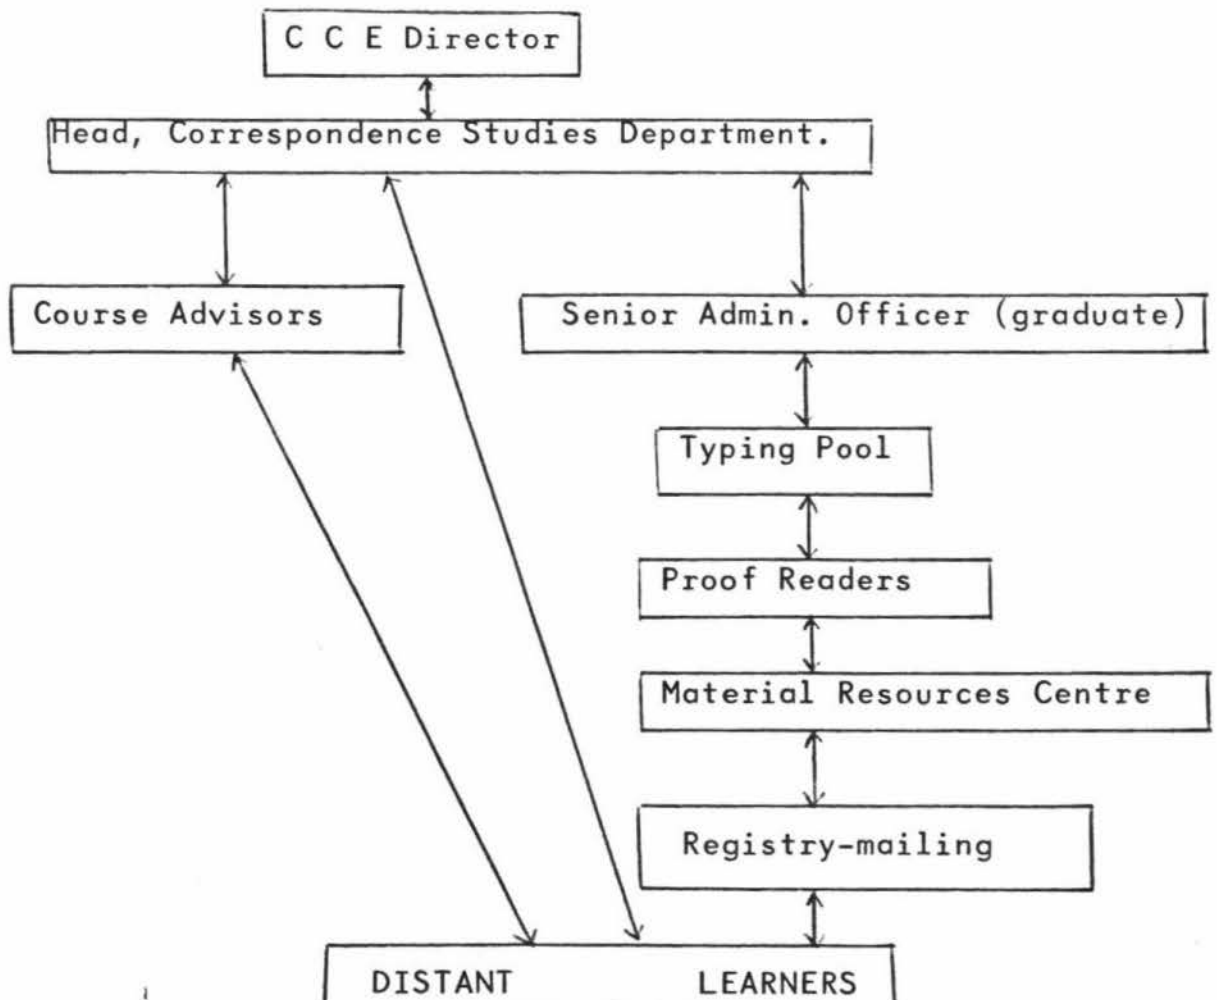 C C E Director
Head, Correspondence Studies Department.
Course Advisors
Senior Admin. Officer (graduate)
Typing Pool
Proof Readers
Material Resources Centre
Registry-mailing
DISTANT LEARNERS